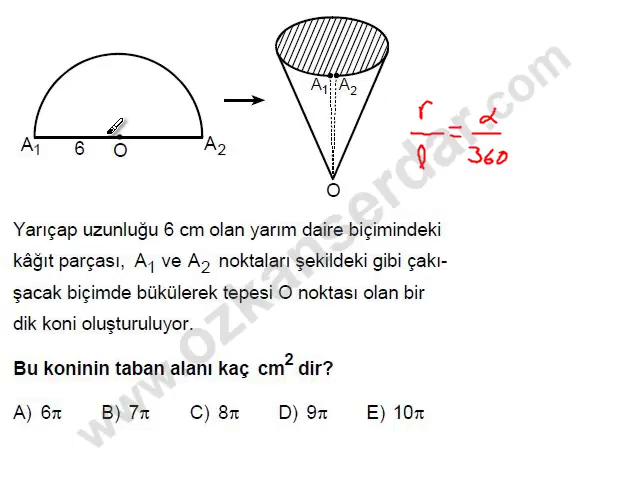 A1 6 O A2
A1 A2
O
r/l = α/360
Yarıçap uzunluğu 6 cm olan yarım daire biçimindeki
kâğıt parçası, A1 ve A2 noktaları şekildeki gibi çakı-
şacak biçimde bükülerek tepesi O noktası olan bir
dik koni oluşturuluyor.
Bu koninin taban alanı kaç cm² dir?
A) 6π B) 7π C) 8π D) 9π E) 10π
www.ozkanserdar.com